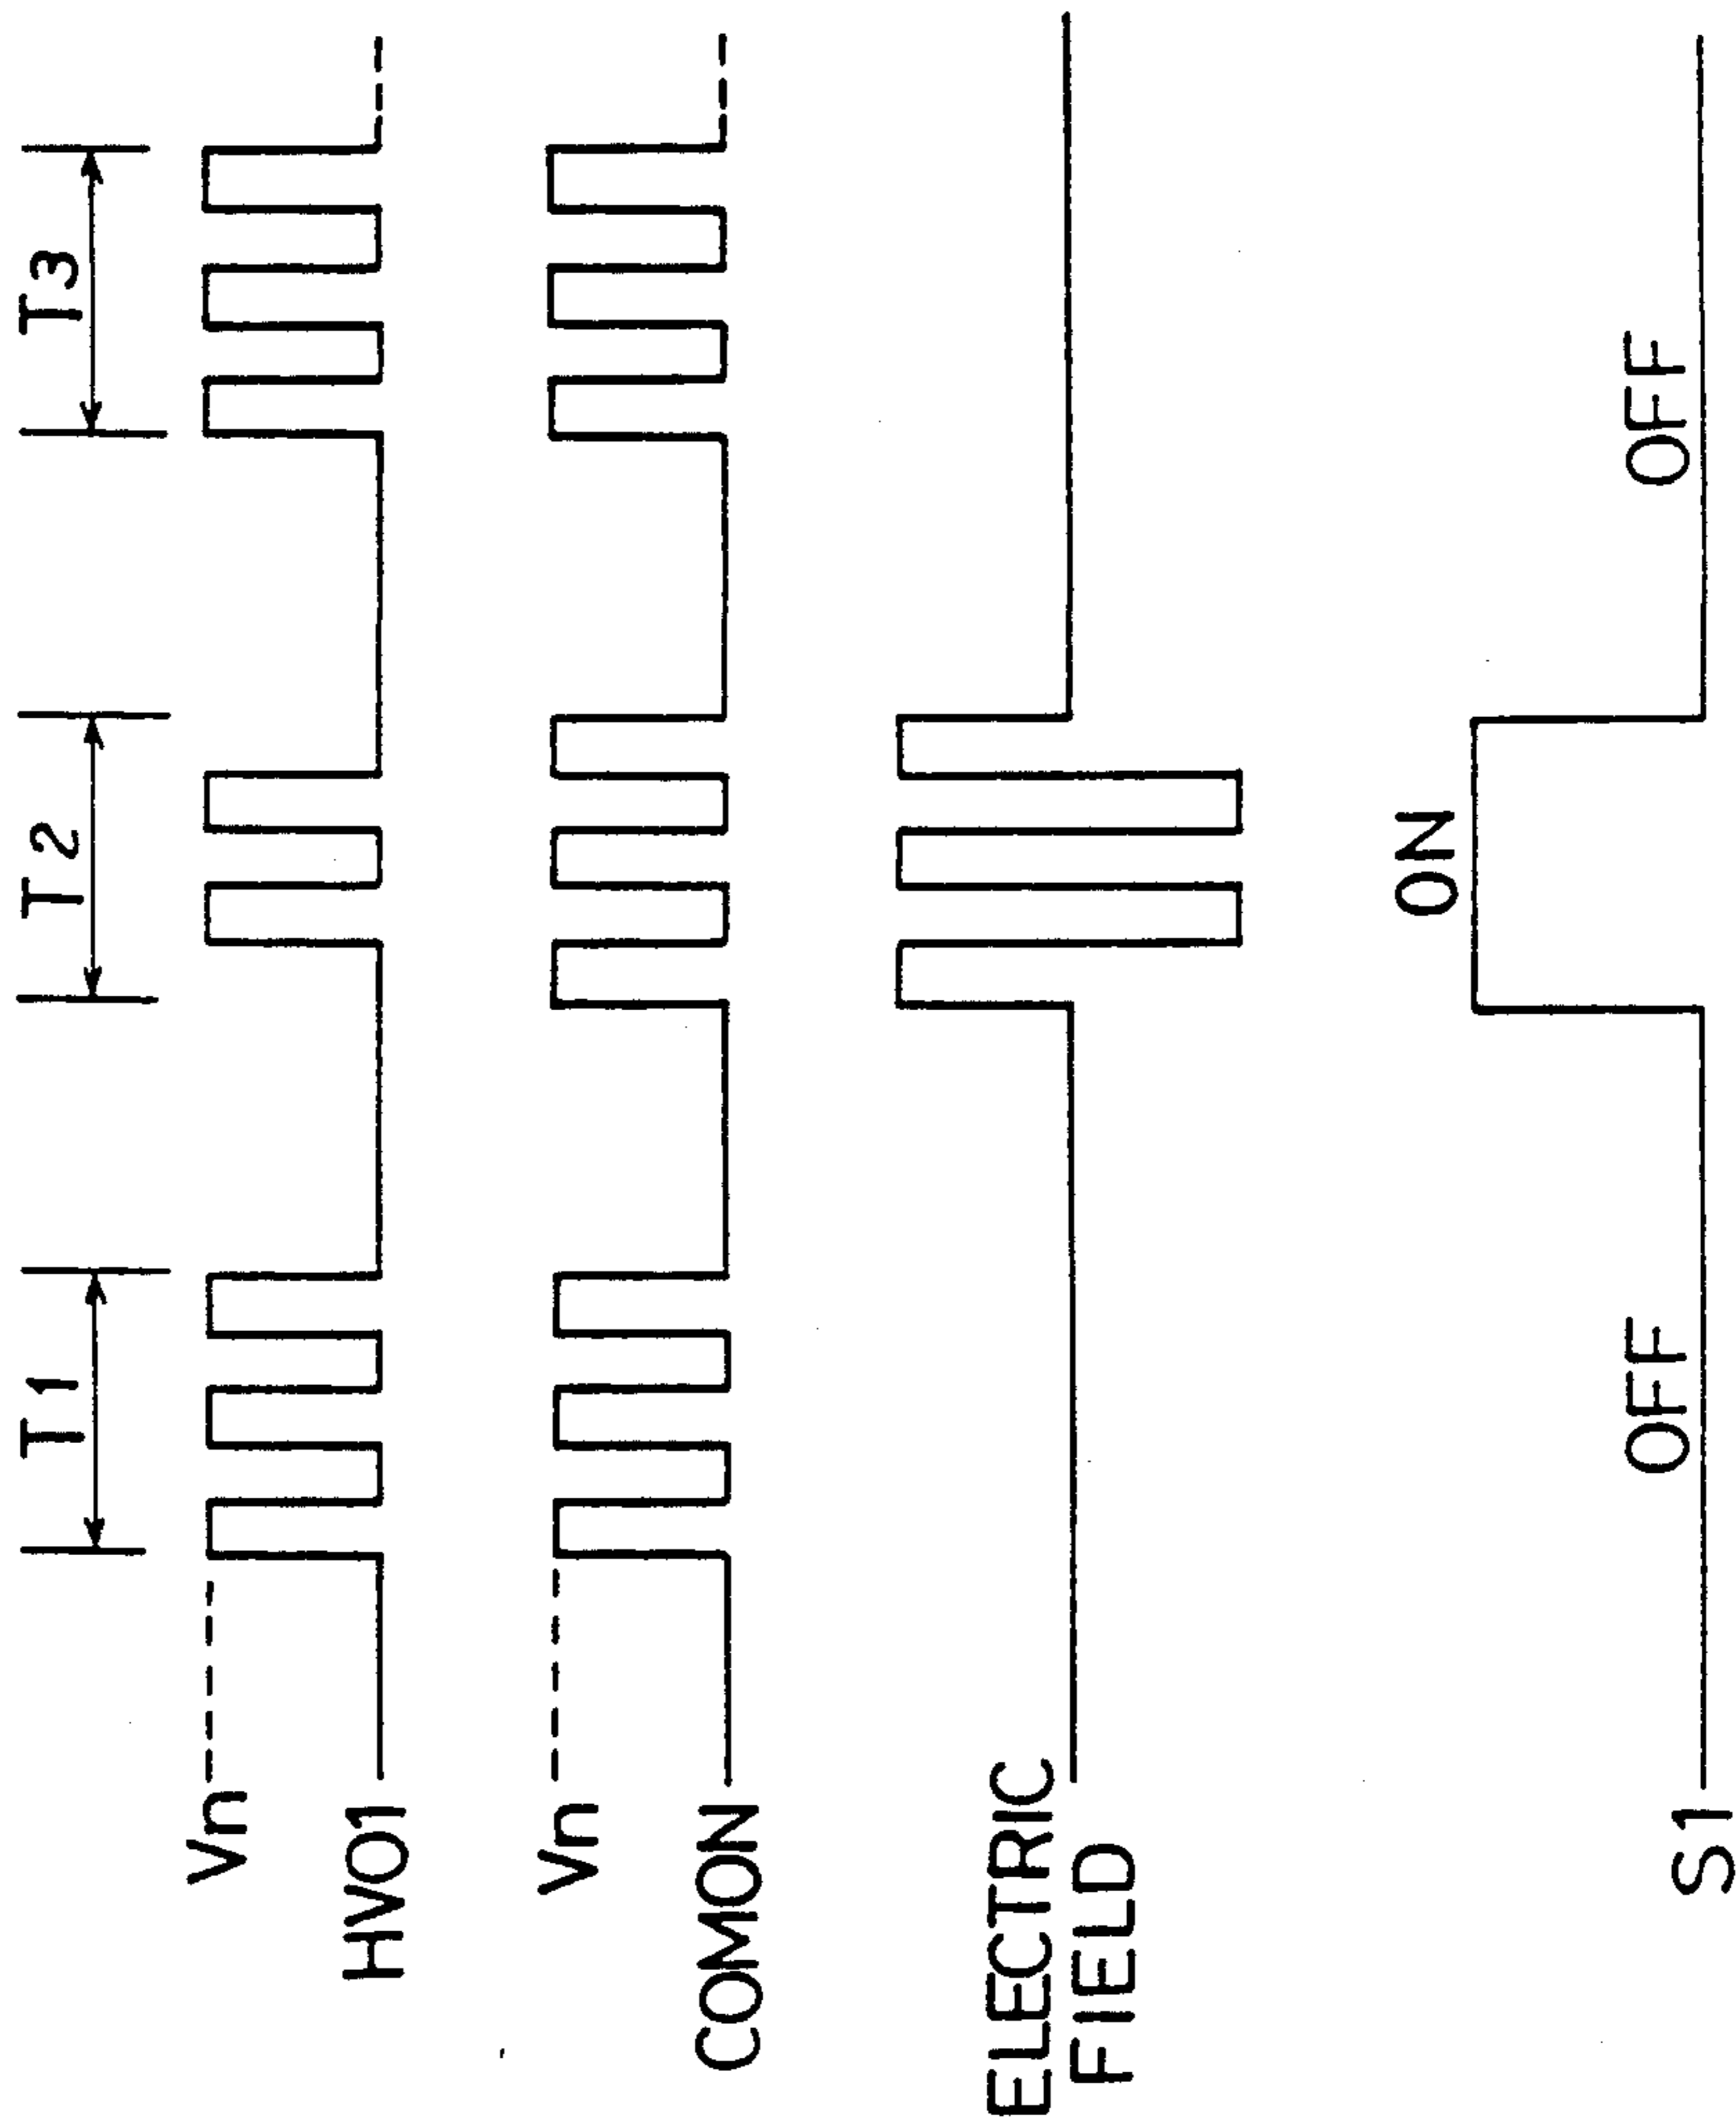 T1
T2
T3
Vn
HVO1
Vn
COMON
ELECTRIC
FIELD
ON
OFF
OFF
S1